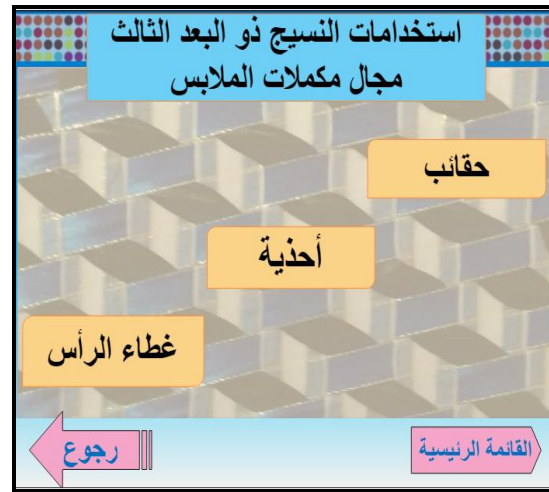 استخدامات النسيج ذو البعد الثالث
مجال مكملات الملابس
حقائب
أحذية
غطاء الرأس
القائمة الرئيسية
رجوع